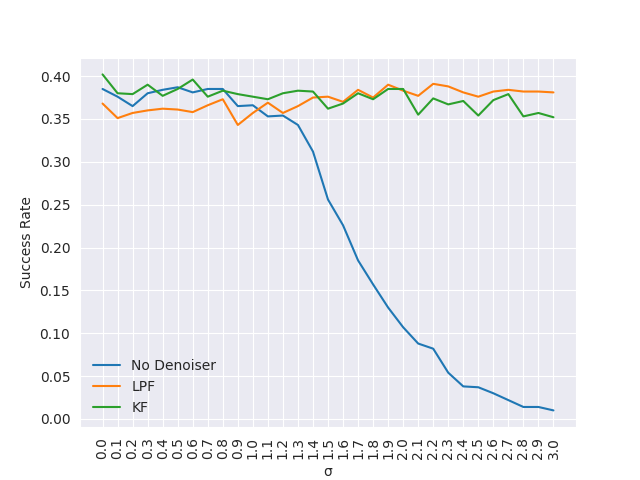 0.40
0.35
0.30
0.25
0.20
0.15
0.10
0.05
0.00
Success Rate
No Denoiser
LPF
KF
0.0 0.1 0.2 0.3 0.4 0.5 0.6 0.7 0.8 0.9 1.0 1.1 1.2 1.3 1.4 1.5 1.6 1.7 1.8 1.9 2.0 2.1 2.2 2.3 2.4 2.5 2.6 2.7 2.8 2.9 3.0
σ